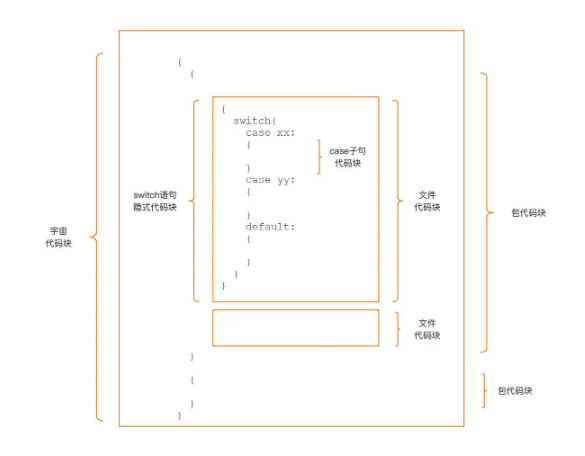 {
{
{
switch{
case xx:
{
}
case yy:
{
}
default:
{
}
}
}
case子句
代码块
switch语句
隐式代码块
文件
代码块
宇宙
代码块
包代码块
文件
代码块
}
{
}
}
包代码块